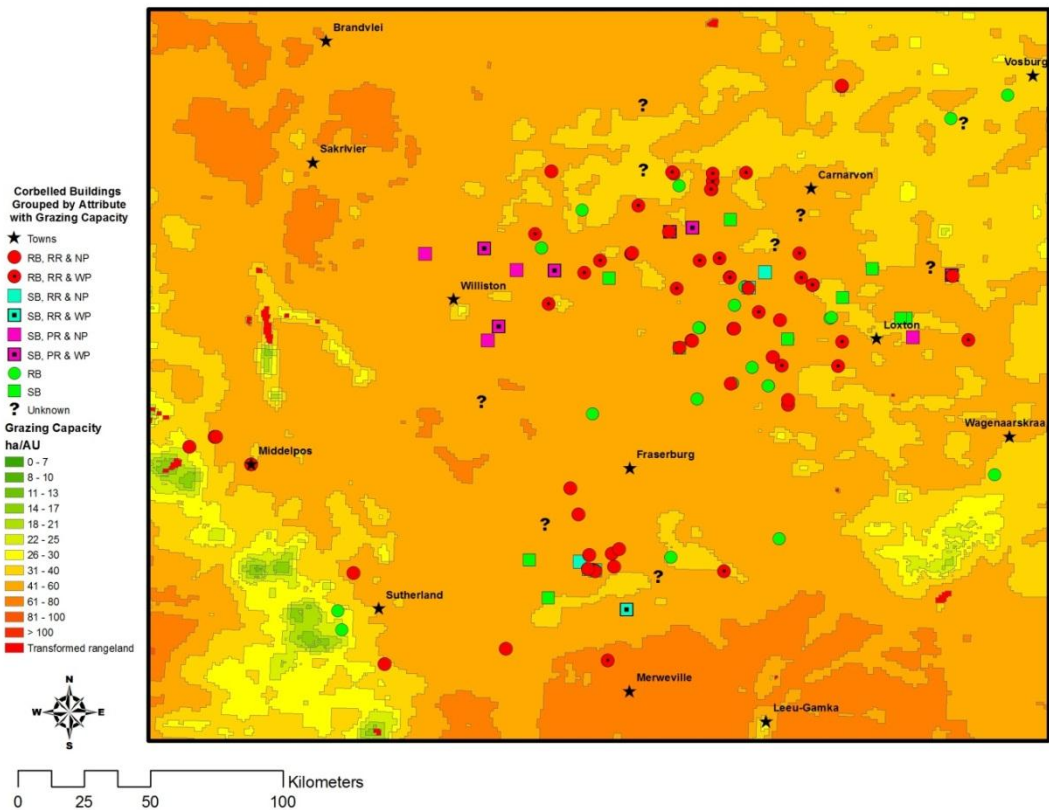 Brandvlei
Vosburg
Sakrivier
Carnarvon
Williston
Loxton
Wagenaarskraa
Middelpos
Fraserburg
Sutherland
Merweville
Leeu-Gamka
?
?
?
?
?
?
?
?
?
?
Corbelled Buildings
Grouped by Attribute
with Grazing Capacity
Towns
RB, RR & NP
RB, RR & WP
SB, RR & NP
SB, RR & WP
SB, PR & NP
SB, PR & WP
RB
SB
? Unknown
Grazing Capacity
ha/AU
0 - 7
8 - 10
11 - 13
14 - 17
18 - 21
22 - 25
26 - 30
31 - 40
41 - 60
61 - 80
81 - 100
> 100
Transformed rangeland
N
W E
S
Kilometers
0 25 50 100